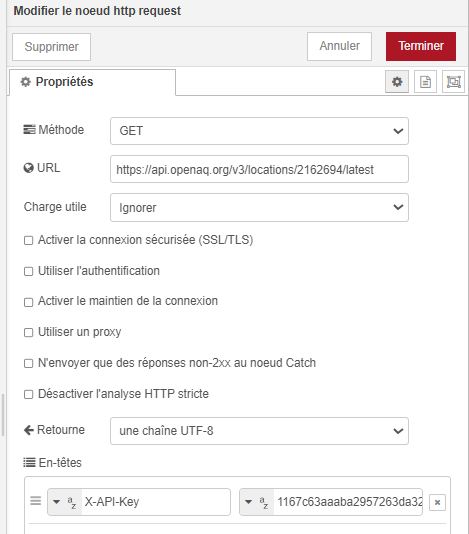 Modifier le noeud http request
Supprimer Annuler Terminer
Propriétés
Méthode GET
URL https://api.openaq.org/v3/locations/2162694/latest
Charge utile Ignorer
Activer la connexion sécurisée (SSL/TLS)
Utiliser l'authentification
Activer le maintien de la connexion
Utiliser un proxy
N'envoyer que des réponses non-2xx au noeud Catch
Désactiver l'analyse HTTP stricte
Retourne une chaîne UTF-8
En-têtes
az X-API-Key az 1167c63aaaba2957263da32